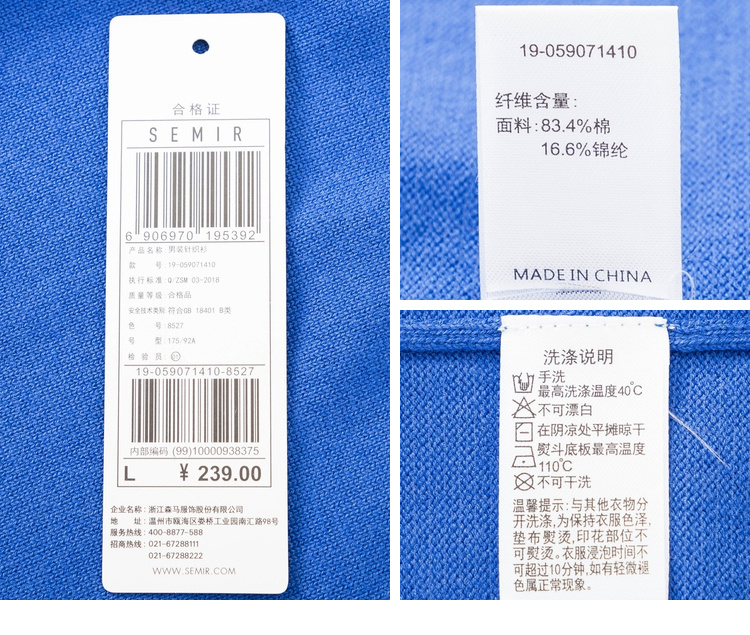 合格证
SEMIR
6 906970 195392
产品名称:男装针织衫
款 号:19-059071410
执行标准:Q/ZSM 03-2018
质量等级:合格品
安全技术类别:符合GB 18401 B类
色 号:8527
号 型:175/92A
检 验 员:
19-059071410-8527
内部编码 (99)10000938375
L ¥ 239.00
企业名称:浙江森马服饰股份有限公司
地 址:温州市瓯海区娄桥工业园南汇路98号
服务热线:400-8877-588
招商热线:021-67288111
021-67288222
WWW.SEMIR.COM
19-059071410
纤维含量:
面料:83.4%棉
16.6%锦纶
MADE IN CHINA
洗涤说明
手洗
最高洗涤温度40℃
不可漂白
在阴凉处平摊晾干
熨斗底板最高温度
110℃
不可干洗
温馨提示:与其他衣物分
开洗涤,为保持衣服色泽,
垫布熨烫,印花部位不
可熨烫。衣服浸泡时间不
可超过10分钟,如有轻微褪
色属正常现象。